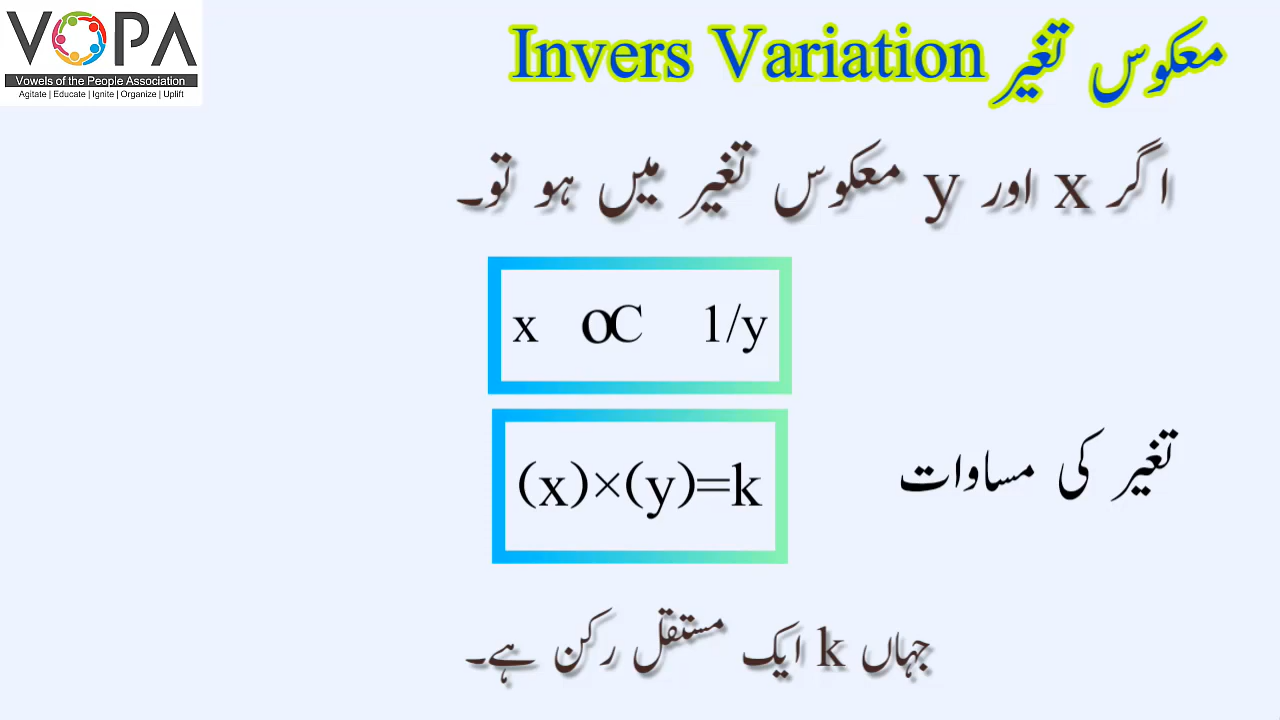 VOPA
Vowels of the People Association
Agitate | Educate | Ignite | Organize | Uplift
معکوس تغیر Invers Variation
اگر x اور y معکوس تغیر میں ہو تو۔
x ∝ 1/y
تغیر کی مساوات
(x)×(y)=k
جہاں k ایک مستقل رکن ہے۔